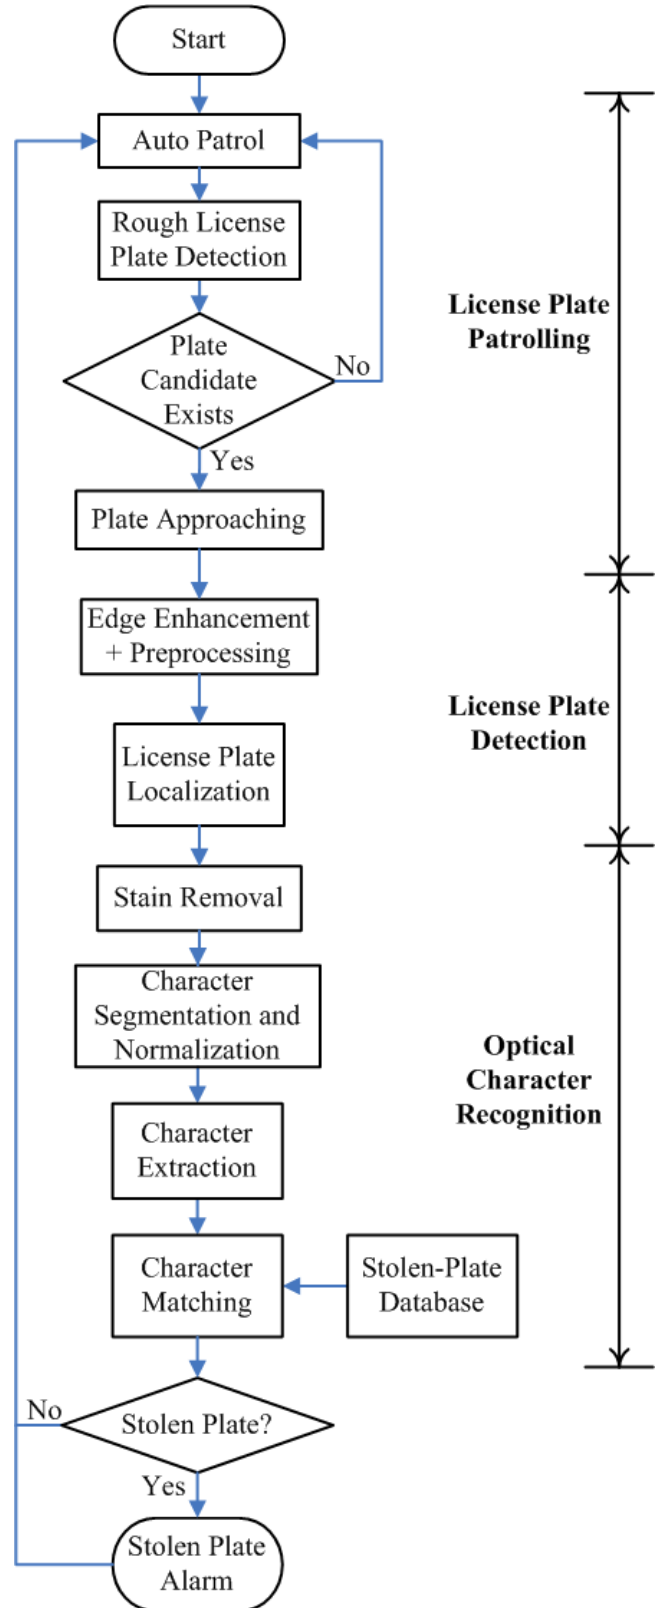 Start
Auto Patrol
Rough License
Plate Detection
Plate
Candidate
Exists
No
Yes
Plate Approaching
License Plate
Patrolling
Edge Enhancement
+ Preprocessing
License Plate
Localization
License Plate
Detection
Stain Removal
Character
Segmentation and
Normalization
Character
Extraction
Character
Matching
Stolen-Plate
Database
Optical
Character
Recognition
Stolen Plate?
No
Yes
Stolen Plate
Alarm